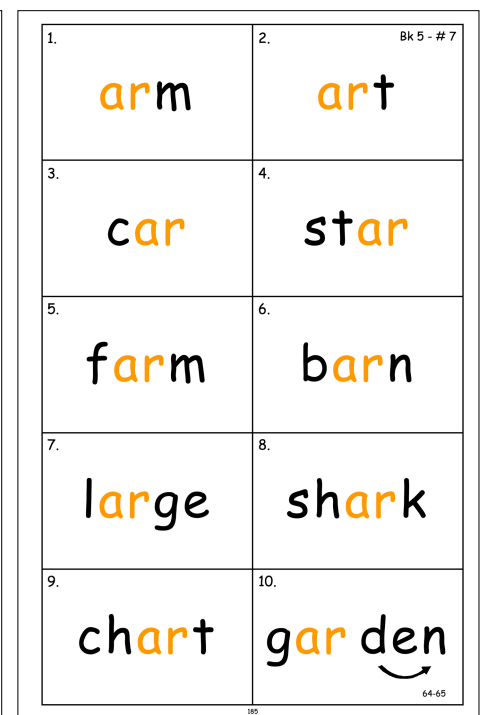 1.
arm
2.
Bk 5 - # 7
art
3.
car
4.
star
5.
farm
6.
barn
7.
large
8.
shark
9.
chart
10.
gar den
64-65
185